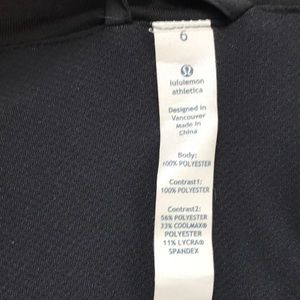 6
lululemon
athletica
Designed in
Vancouver
Made in
China
Body:
100% POLYESTER
Contrast1:
100% POLYESTER
Contrast2:
56% POLYESTER
33% COOLMAX®
POLYESTER
11% LYCRA®
SPANDEX